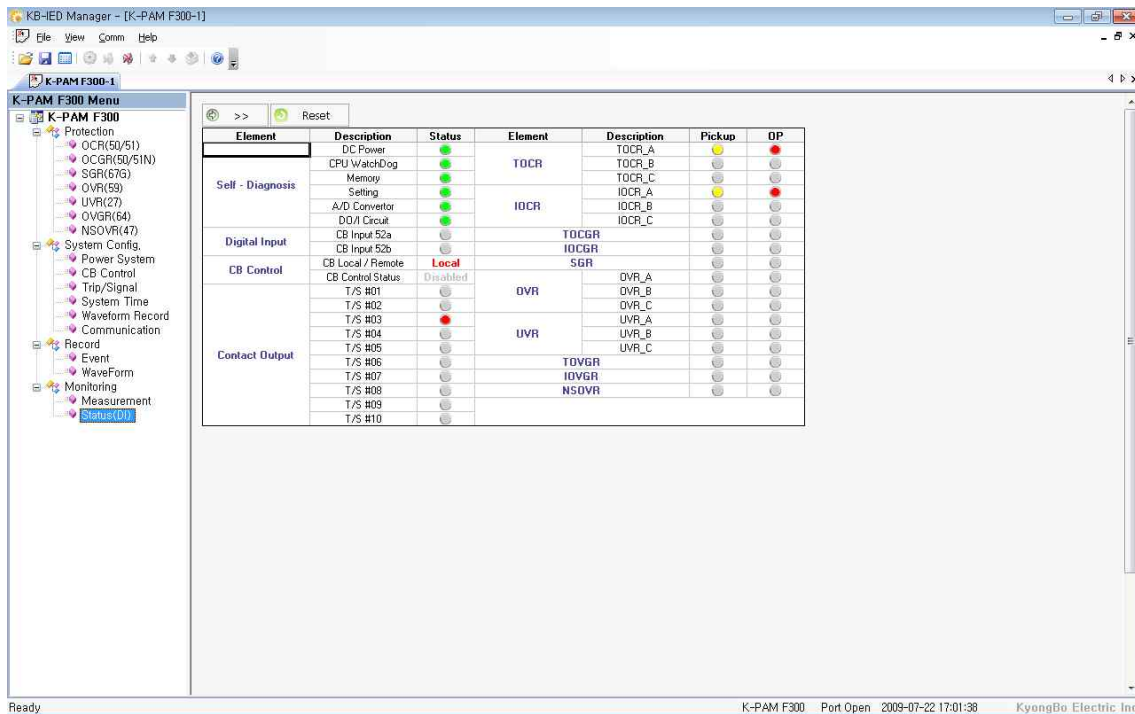 KB-IED Manager - [K-PAM F300-1]
File View Comm Help
K-PAM F300-1
K-PAM F300 Menu
K-PAM F300
Protection
OCR(50/51)
OCGR(50/51N)
SGR(67G)
OVR(59)
UVR(27)
OVGR(64)
NSOVR(47)
System Config,
Power System
CB Control
Trip/Signal
System Time
Waveform Record
Communication
Record
Event
WaveForm
Monitoring
Measurement
Status(DI)
>> Reset
Element Description Status Element Description Pickup OP
DC Power TOCR_A
CPU WatchDog TOCR TOCR_B
Memory TOCR_C
Self - Diagnosis
Setting IOCR_A
A/D Convertor IOCR IOCR_B
DO/I Circuit IOCR_C
Digital Input
CB Input 52a TOCGR
CB Input 52b IOCGR
CB Control
CB Local / Remote Local SGR
CB Control Status Disabled OVR_A
T/S #01 OVR OVR_B
T/S #02 OVR_C
T/S #03 UVR_A
T/S #04 UVR UVR_B
T/S #05 UVR_C
Contact Output
T/S #06 TOVGR
T/S #07 IOVGR
T/S #08 NSOVR
T/S #09
T/S #10
Ready K-PAM F300 Port Open 2009-07-22 17:01:38 KyongBo Electric Inc